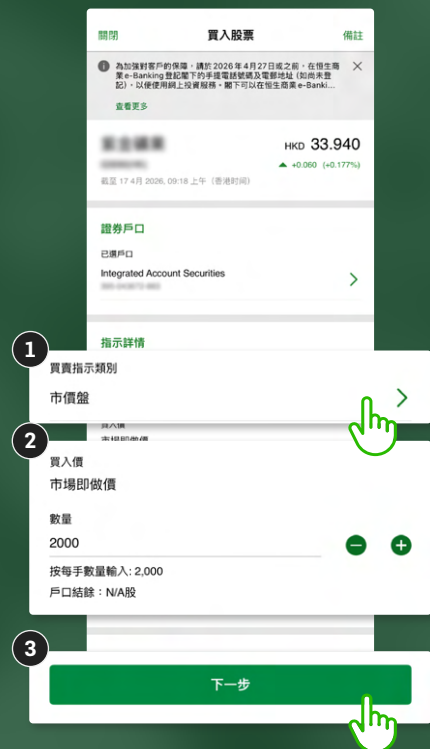 關閉 買入股票 備註
為加強對客戶的保障，請於2026年4月27日或之前，在恒生商
業e-Banking登記閣下的手提電話號碼及電郵地址 (如尚未登
記)，以便使用網上投資服務。閣下可以在恒生商業e-Banki...
查看更多
HKD 33.940
+0.060 (+0.177%)
截至 17 4月 2026, 09:18 上午 (香港时间)
證券戶口
已選戶口
Integrated Account Securities
指示詳情
1
買賣指示類別
市價盤
2
買入價
市場即做價
數量
2000
按每手數量輸入: 2,000
戶口結餘：N/A股
3
下一步